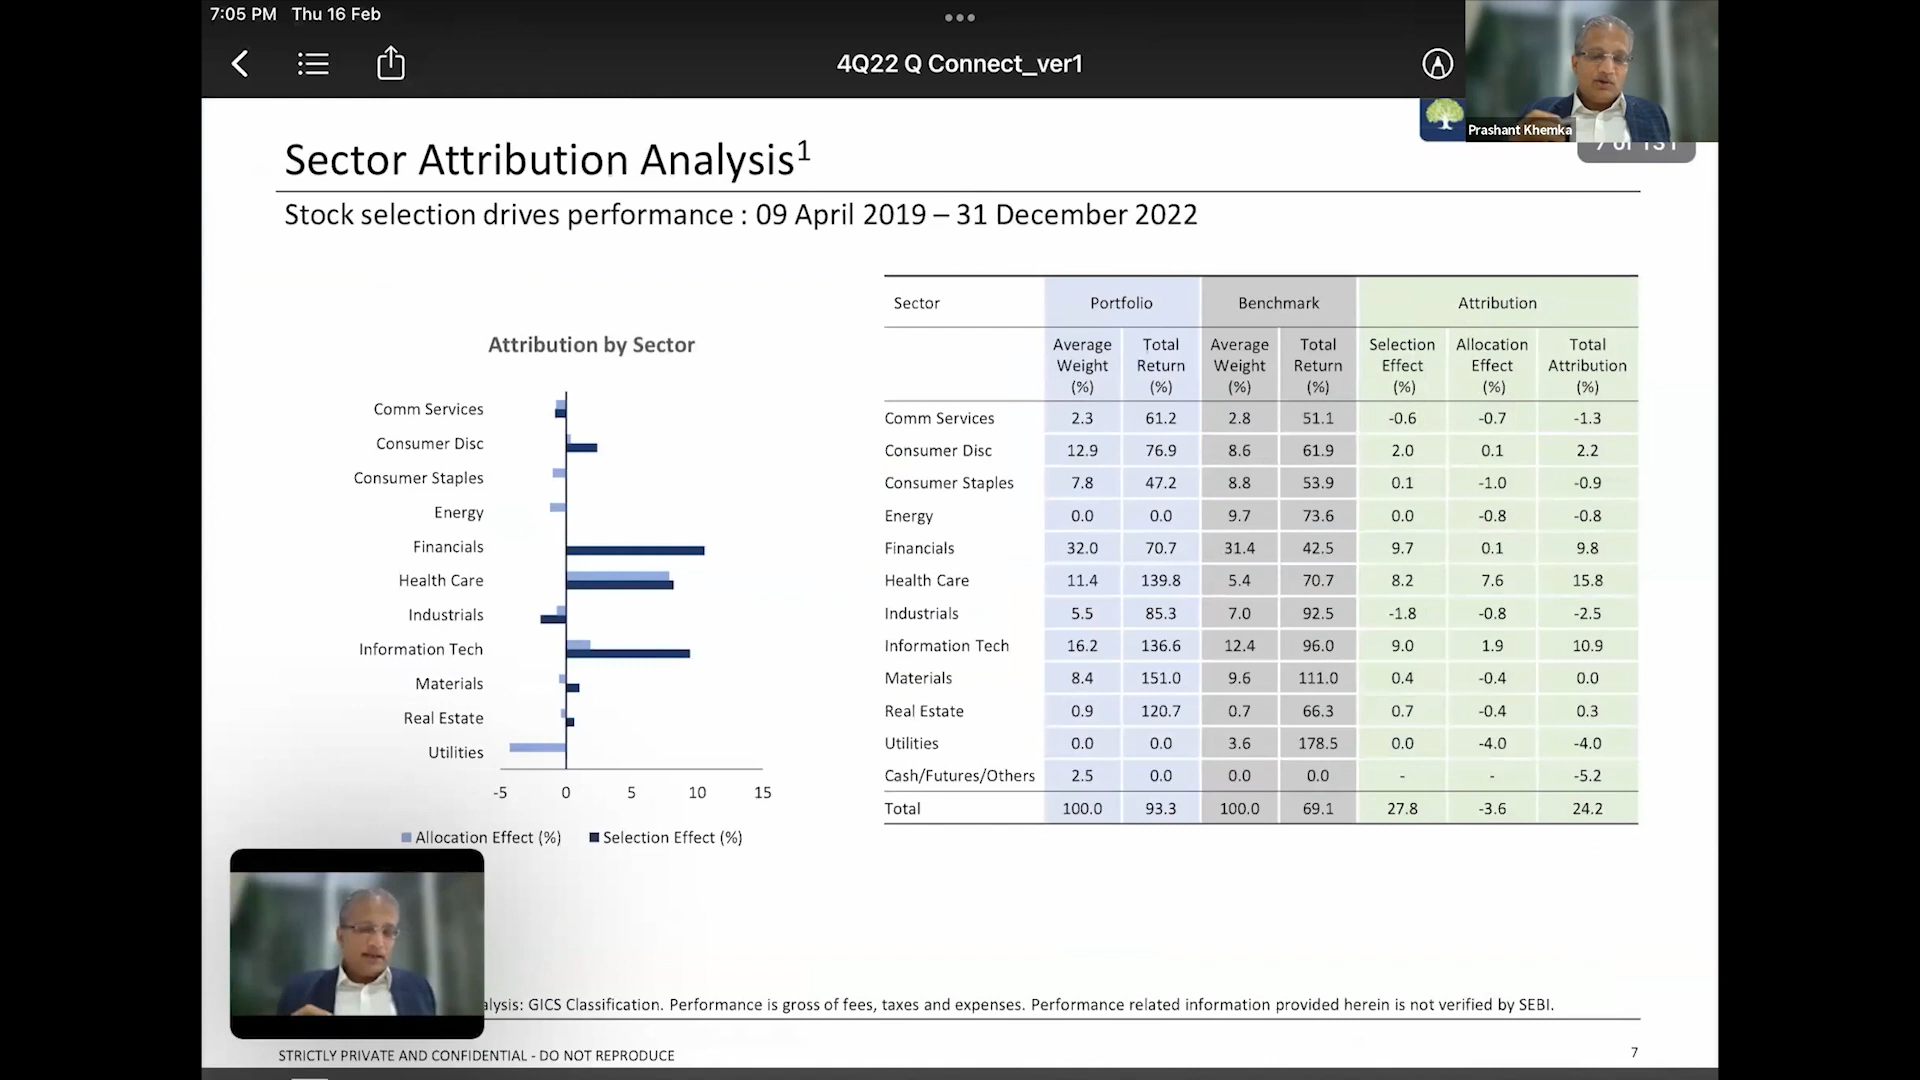 7:05 PM Thu 16 Feb
4Q22 Q Connect_ver1
Prashant Khemka
Sector Attribution Analysis1
Stock selection drives performance : 09 April 2019 – 31 December 2022
Attribution by Sector
Comm Services
Consumer Disc
Consumer Staples
Energy
Financials
Health Care
Industrials
Information Tech
Materials
Real Estate
Utilities
-5 0 5 10 15
Allocation Effect (%) Selection Effect (%)
Sector Portfolio Benchmark Attribution
Average Total Average Total Selection Allocation Total
Weight Return Weight Return Effect Effect Attribution
(%) (%) (%) (%) (%) (%) (%)
Comm Services 2.3 61.2 2.8 51.1 -0.6 -0.7 -1.3
Consumer Disc 12.9 76.9 8.6 61.9 2.0 0.1 2.2
Consumer Staples 7.8 47.2 8.8 53.9 0.1 -1.0 -0.9
Energy 0.0 0.0 9.7 73.6 0.0 -0.8 -0.8
Financials 32.0 70.7 31.4 42.5 9.7 0.1 9.8
Health Care 11.4 139.8 5.4 70.7 8.2 7.6 15.8
Industrials 5.5 85.3 7.0 92.5 -1.8 -0.8 -2.5
Information Tech 16.2 136.6 12.4 96.0 9.0 1.9 10.9
Materials 8.4 151.0 9.6 111.0 0.4 -0.4 0.0
Real Estate 0.9 120.7 0.7 66.3 0.7 -0.4 0.3
Utilities 0.0 0.0 3.6 178.5 0.0 -4.0 -4.0
Cash/Futures/Others 2.5 0.0 0.0 0.0 - - -5.2
Total 100.0 93.3 100.0 69.1 27.8 -3.6 24.2
GICS Classification. Performance is gross of fees, taxes and expenses. Performance related information provided herein is not verified by SEBI.
STRICTLY PRIVATE AND CONFIDENTIAL - DO NOT REPRODUCE
7